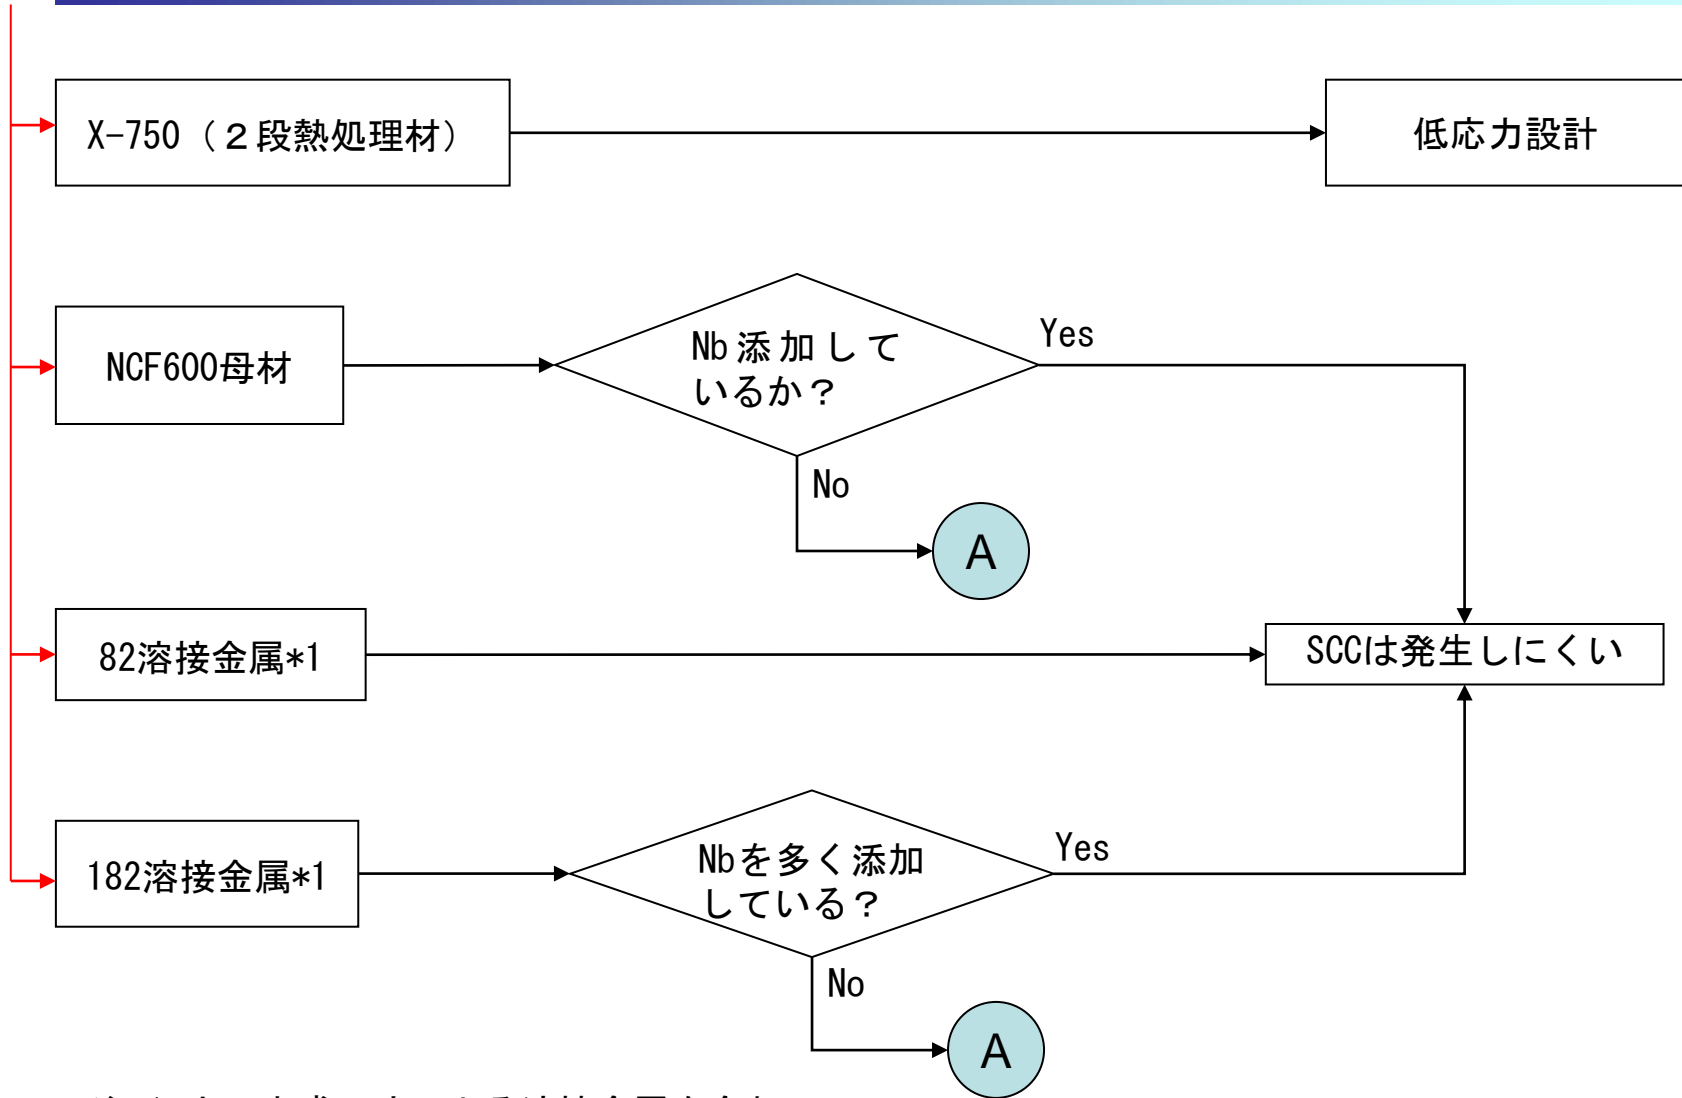 X-750（２段熱処理材）
低応力設計
Nb添加して
いるか？
Yes
NCF600母材
No
A
82溶接金属*1
SCCは発生しにくい
Nbを多く添加
している？
Yes
182溶接金属*1
No
A